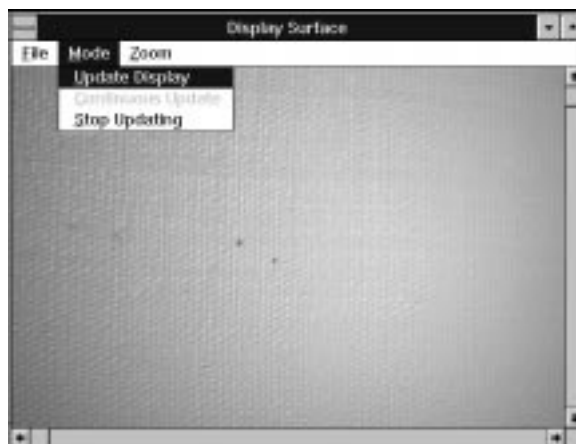 Display Surface
File Mode Zoom
Update Display
Continuous Update
Stop Updating